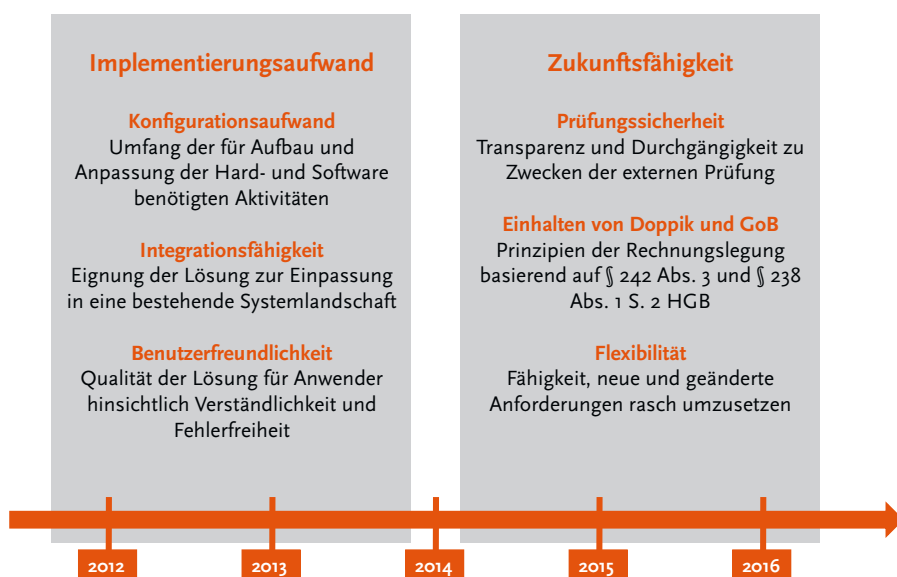 Implementierungsaufwand
Konfigurationsaufwand
Umfang der für Aufbau und
Anpassung der Hard- und Software
benötigten Aktivitäten
Integrationsfähigkeit
Eignung der Lösung zur Einpassung
in eine bestehende Systemlandschaft
Benutzerfreundlichkeit
Qualität der Lösung für Anwender
hinsichtlich Verständlichkeit und
Fehlerfreiheit
Zukunftsfähigkeit
Prüfungssicherheit
Transparenz und Durchgängigkeit zu
Zwecken der externen Prüfung
Einhalten von Doppik und GoB
Prinzipien der Rechnungslegung
basierend auf § 242 Abs. 3 und § 238
Abs. 1 S. 2 HGB
Flexibilität
Fähigkeit, neue und geänderte
Anforderungen rasch umzusetzen
2012 2013 2014 2015 2016